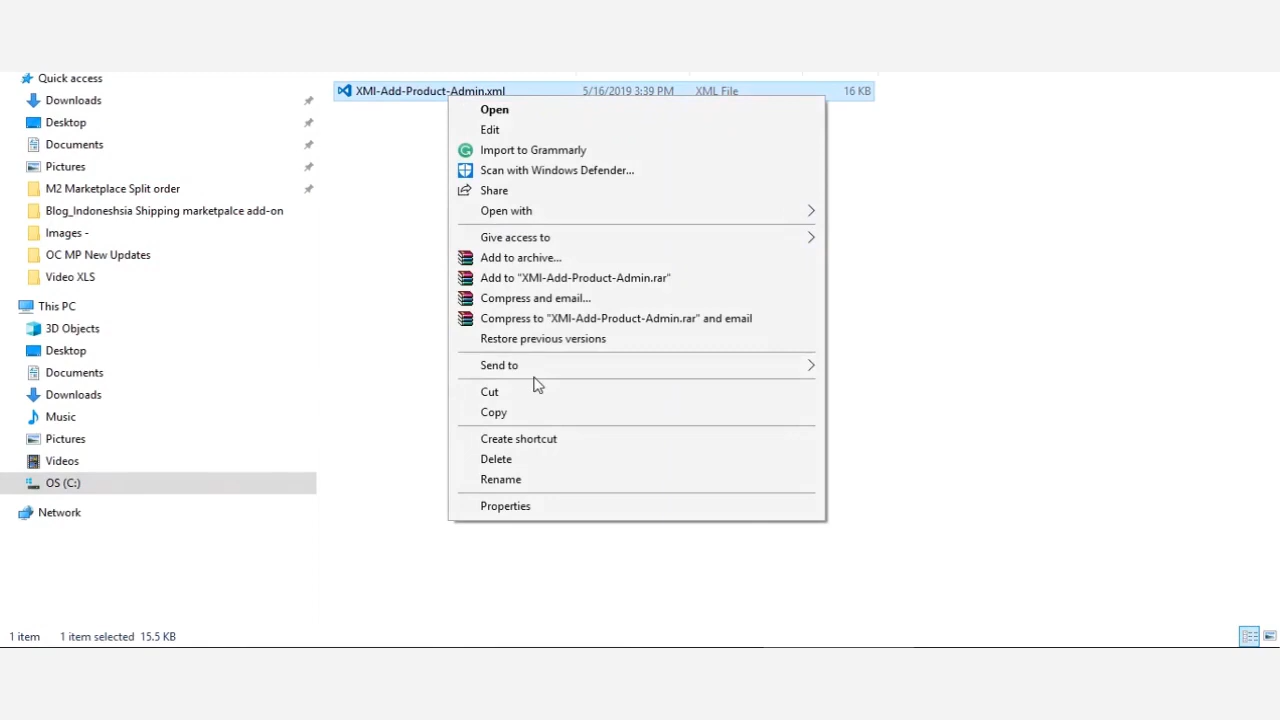 Quick access
Downloads
Desktop
Documents
Pictures
M2 Marketplace Split order
Blog_Indoneshsia Shipping marketpalce add-on
Images -
OC MP New Updates
Video XLS
This PC
3D Objects
Desktop
Documents
Downloads
Music
Pictures
Videos
OS (C:)
Network
XMI-Add-Product-Admin.xml 5/16/2019 3:39 PM XML File 16 KB
Open
Edit
Import to Grammarly
Scan with Windows Defender...
Share
Open with
Give access to
Add to archive...
Add to "XMI-Add-Product-Admin.rar"
Compress and email...
Compress to "XMI-Add-Product-Admin.rar" and email
Restore previous versions
Send to
Cut
Copy
Create shortcut
Delete
Rename
Properties
1 item 1 item selected 15.5 KB